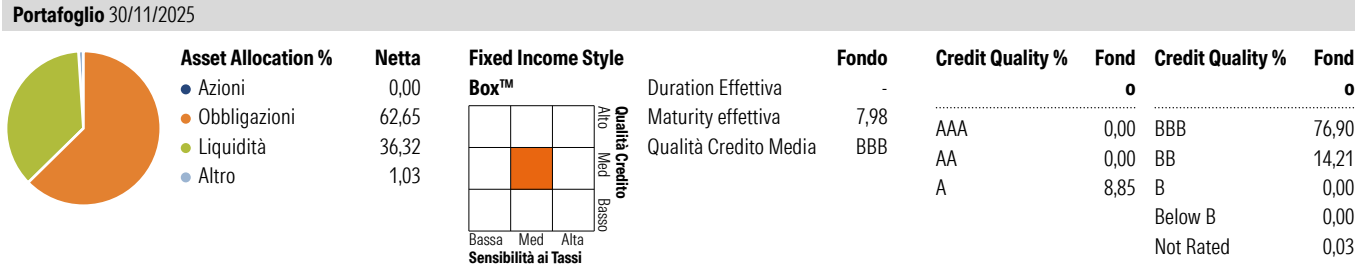 Portafoglio 30/11/2025
Asset Allocation % Netta
Azioni 0,00
Obbligazioni 62,65
Liquidità 36,32
Altro 1,03
Fixed Income Style
Box™
Alto Med Basso
Qualità Credito
Bassa Med Alta
Sensibilità ai Tassi
Fondo
Duration Effettiva -
Maturity effettiva 7,98
Qualità Credito Media BBB
Credit Quality % Fond
o
AAA 0,00
AA 0,00
A 8,85
Credit Quality % Fond
o
BBB 76,90
BB 14,21
B 0,00
Below B 0,00
Not Rated 0,03